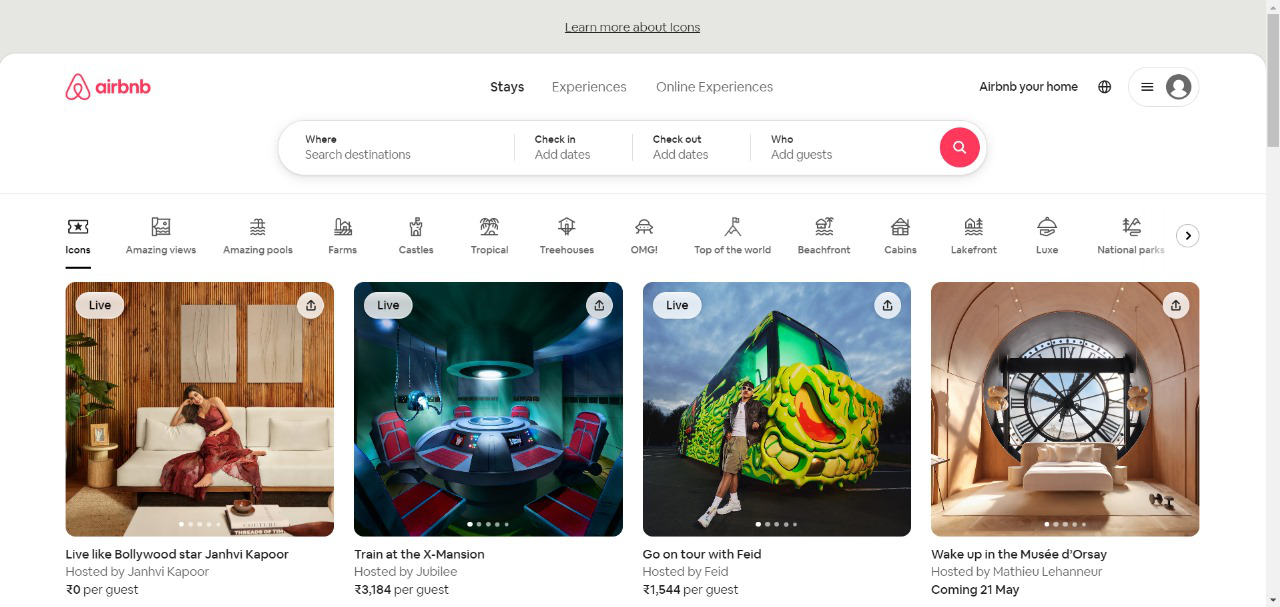 Learn more about Icons
airbnb
Stays
Experiences
Online Experiences
Airbnb your home
Where
Search destinations
Check in
Add dates
Check out
Add dates
Who
Add guests
Icons
Amazing views
Amazing pools
Farms
Castles
Tropical
Treehouses
OMG!
Top of the world
Beachfront
Cabins
Lakefront
Luxe
National parks
Live
Live
Live
Live like Bollywood star Janhvi Kapoor
Hosted by Janhvi Kapoor
₹0 per guest
Train at the X-Mansion
Hosted by Jubilee
₹3,184 per guest
Go on tour with Feid
Hosted by Feid
₹1,544 per guest
Wake up in the Musée d’Orsay
Hosted by Mathieu Lehanneur
Coming 21 May